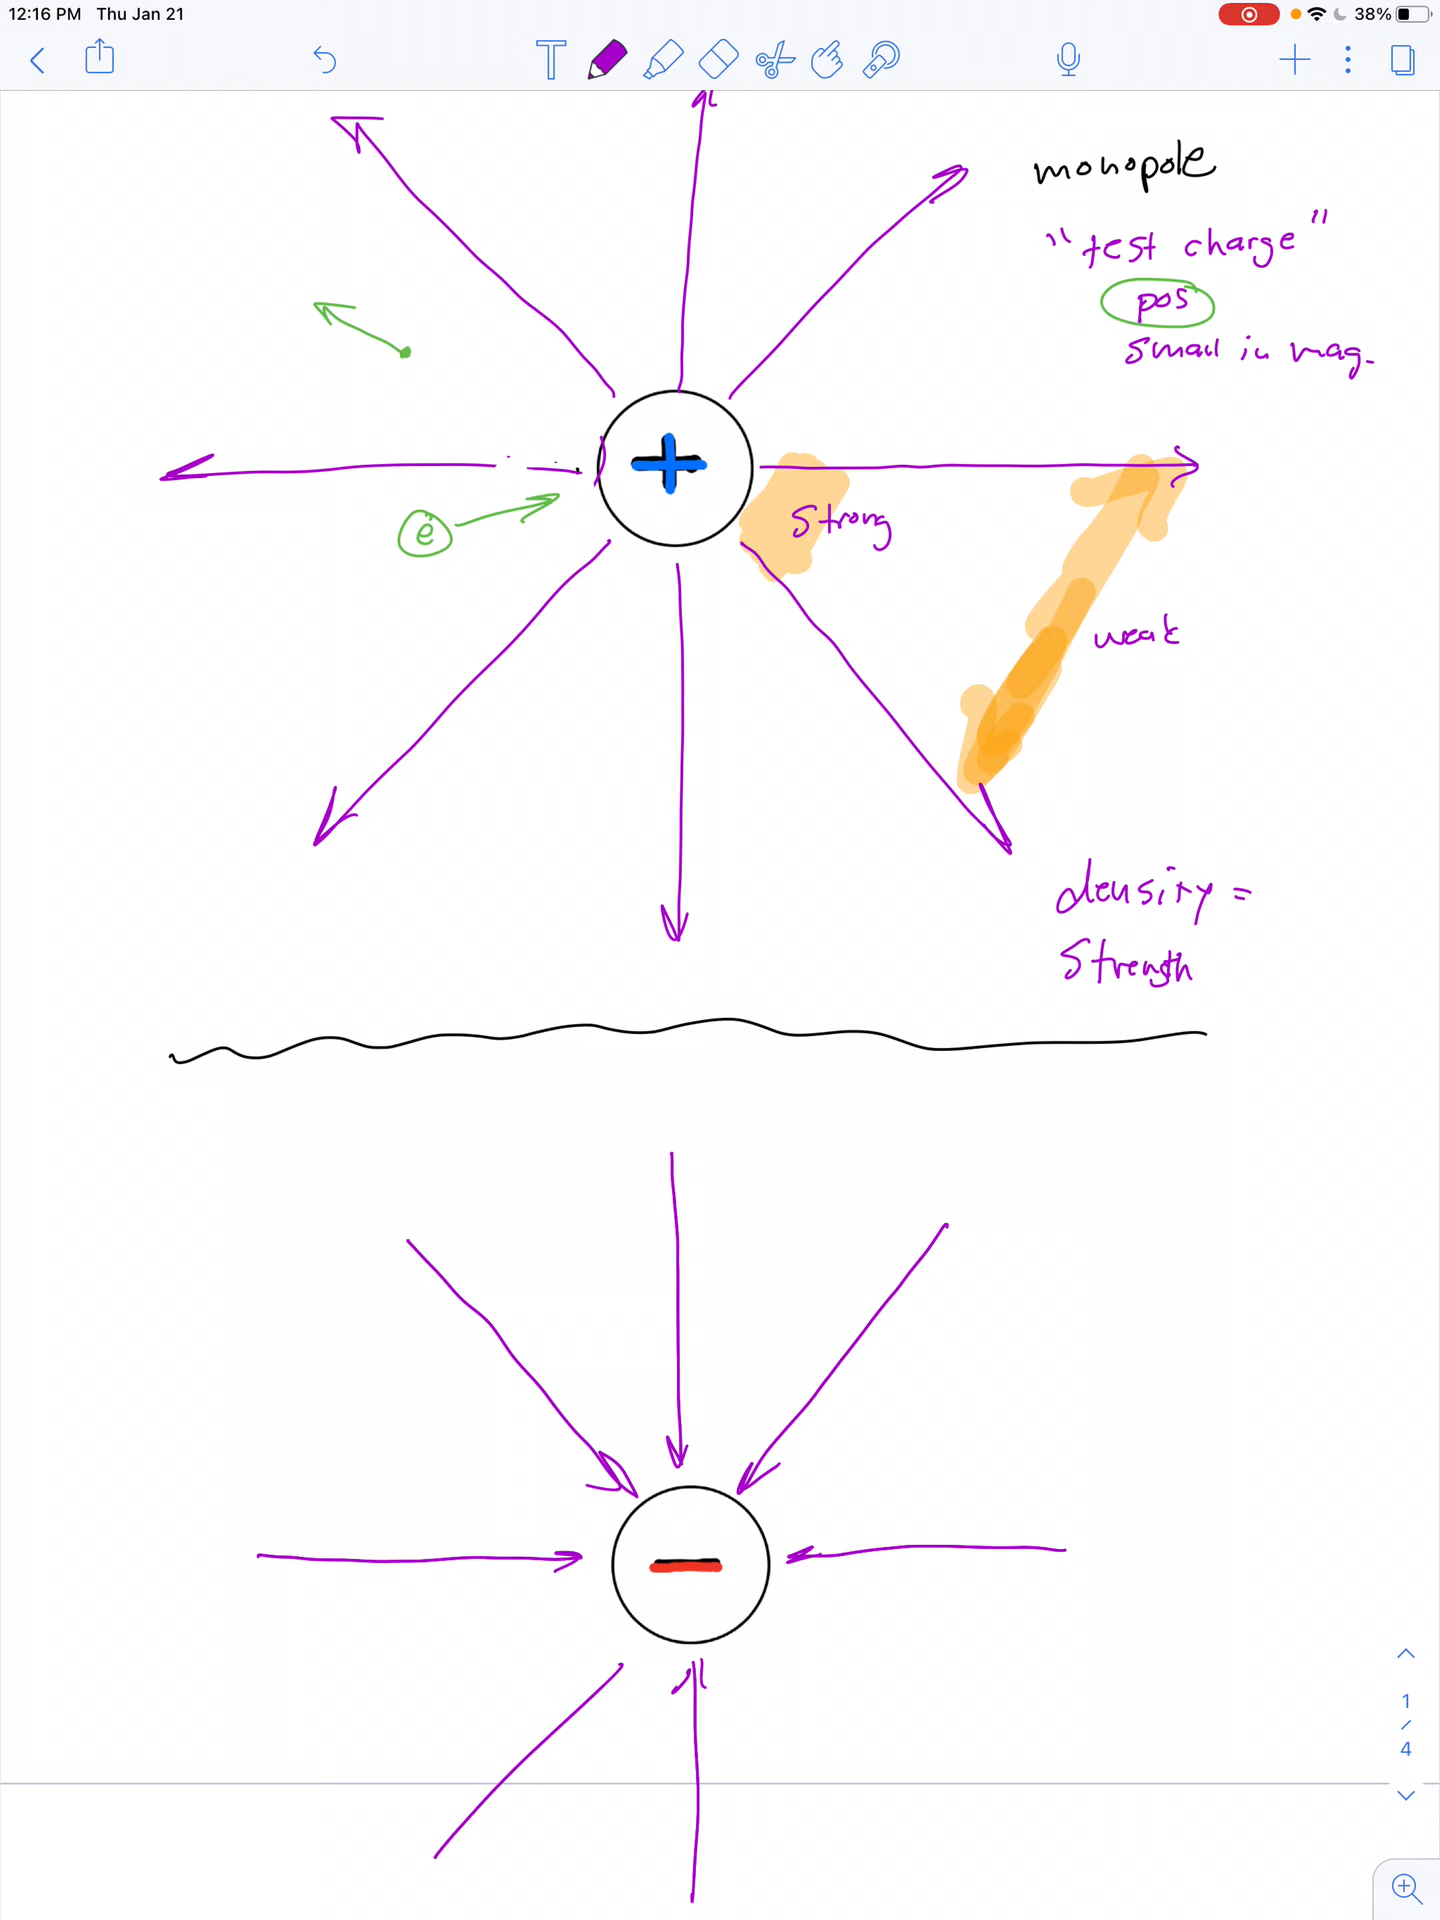 12:16 PM Thu Jan 21
38%
T
monopole
"test charge"
pos
small in mag.
+
e
strong
weak
density =
strength
−
1
/
4